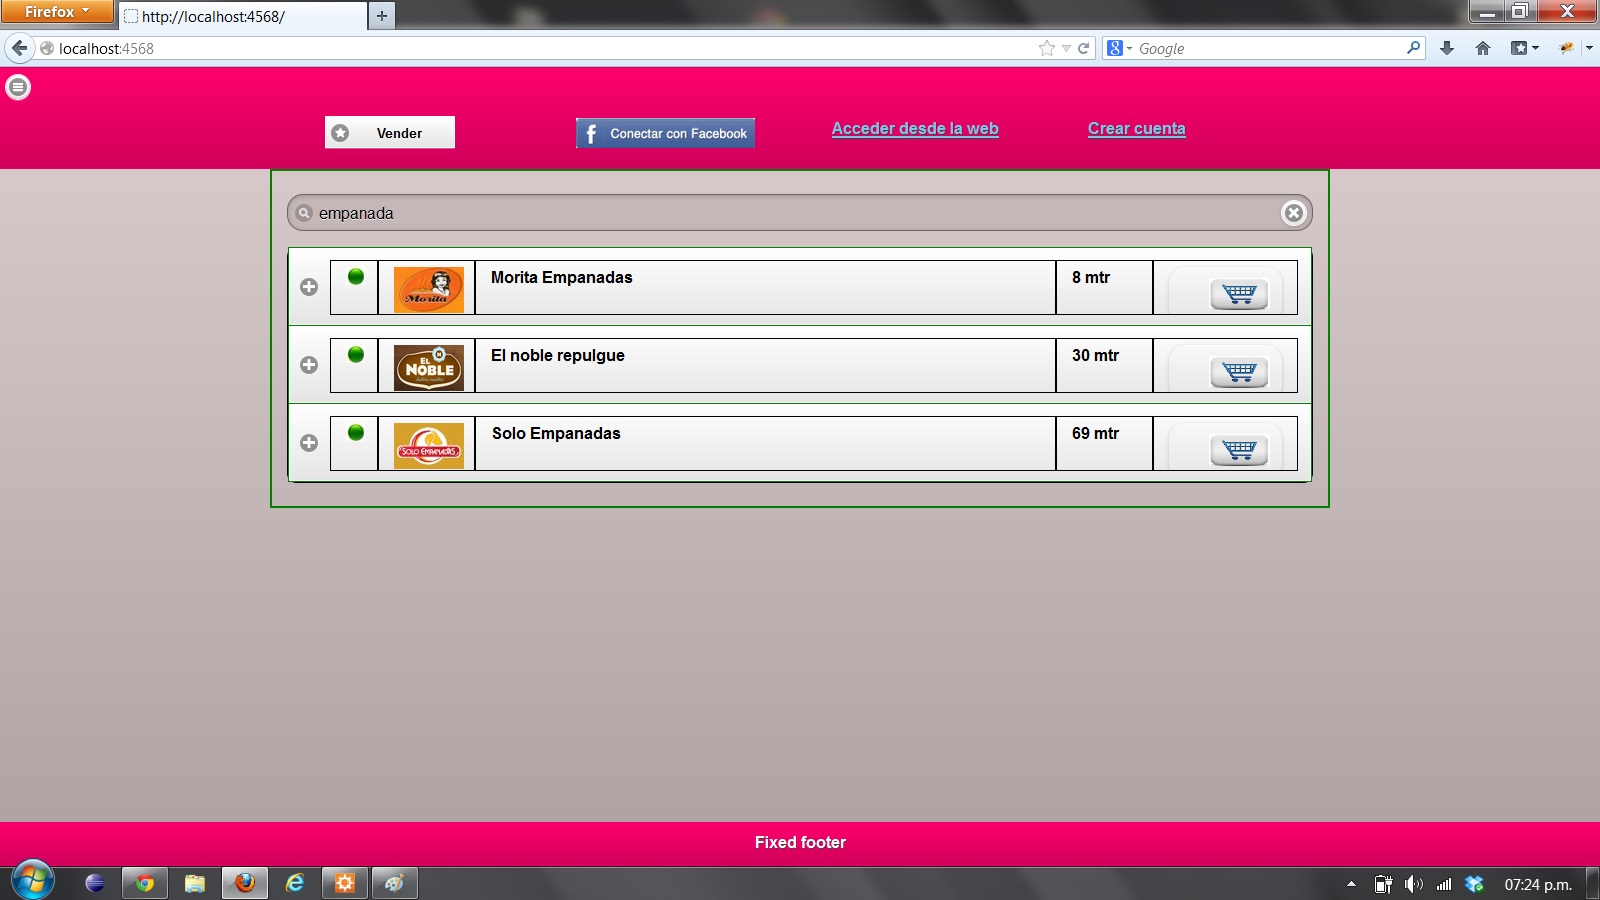 Firefox
http://localhost:4568/
localhost:4568
8
Google
Vender
f Conectar con Facebook
Acceder desde la web
Crear cuenta
empanada
Morita
Morita Empanadas
8 mtr
EL
NOBLE
El noble repulgue
30 mtr
SOLO EMPANADAS
Solo Empanadas
69 mtr
Fixed footer
07:24 p.m.